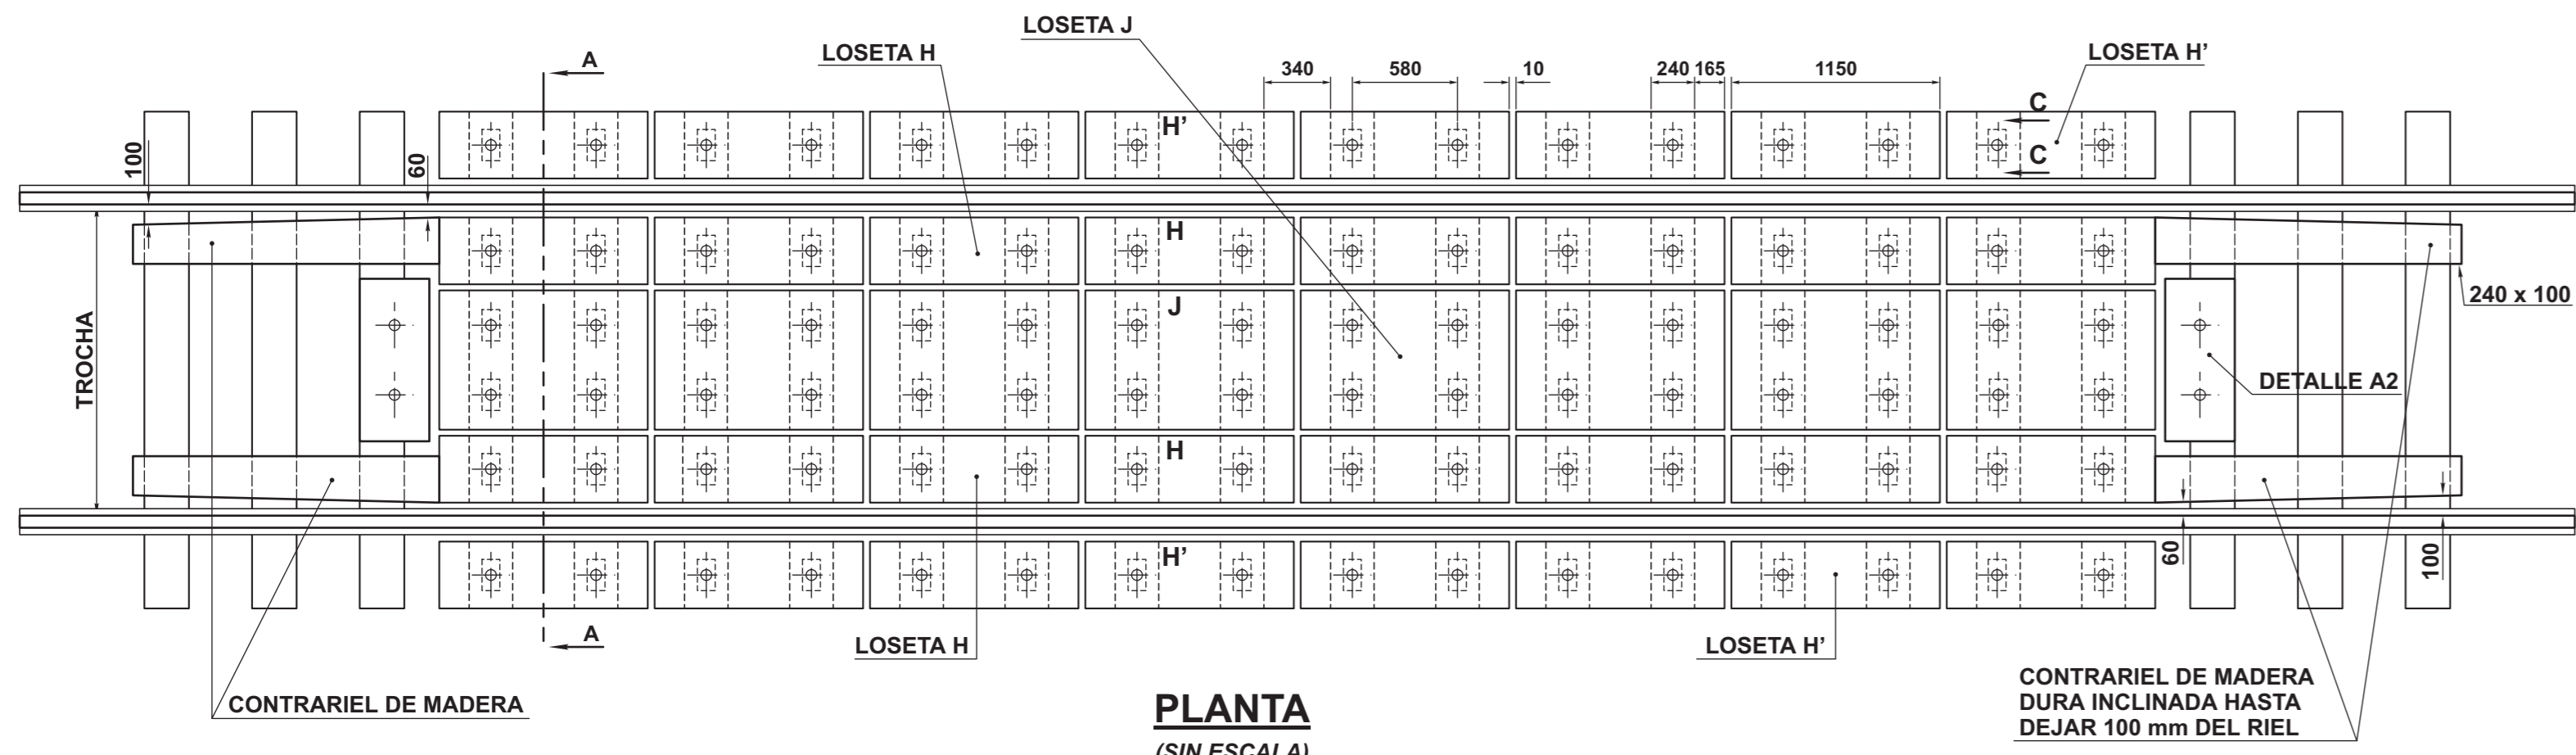 LOSETA J
LOSETA H
LOSETA H’
A
340
580
10
240
165
1150
C
C
H’
100
60
H
J
TROCHA
240 x 100
DETALLE A2
H
H’
60
100
A
LOSETA H
LOSETA H’
CONTRARIEL DE MADERA
CONTRARIEL DE MADERA
DURA INCLINADA HASTA
DEJAR 100 mm DEL RIEL
PLANTA
(SIN ESCALA)